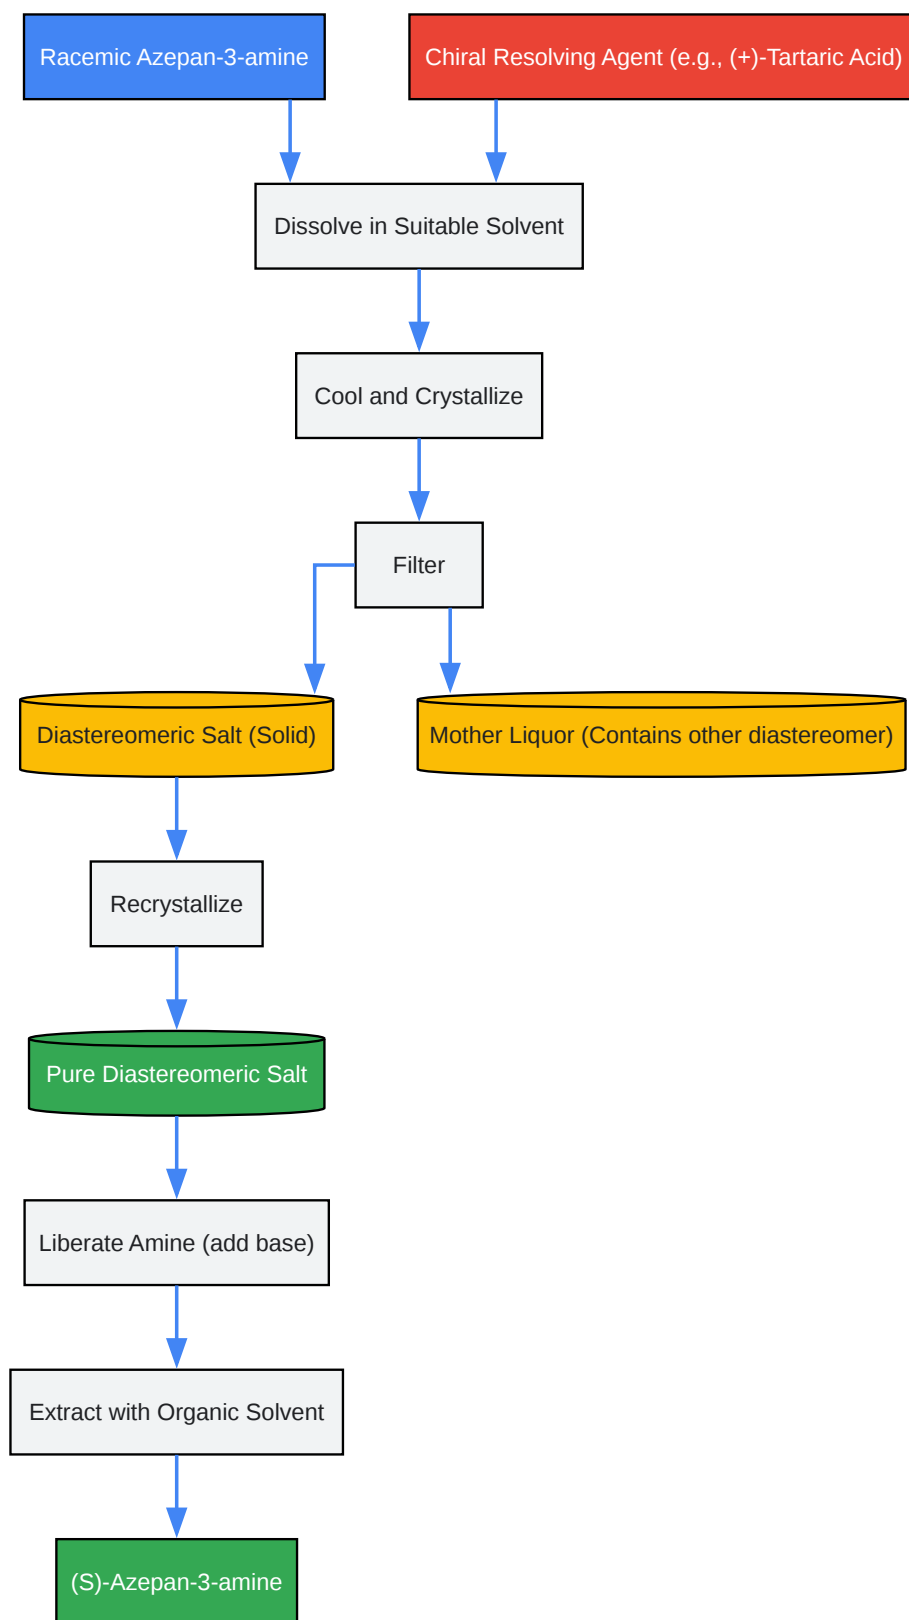 Racemic Azepan-3-amine
Chiral Resolving Agent (e.g., (+)-Tartaric Acid)
Dissolve in Suitable Solvent
Cool and Crystallize
Filter
Diastereomeric Salt (Solid)
Mother Liquor (Contains other diastereomer)
Recrystallize
Pure Diastereomeric Salt
Liberate Amine (add base)
Extract with Organic Solvent
(S)-Azepan-3-amine